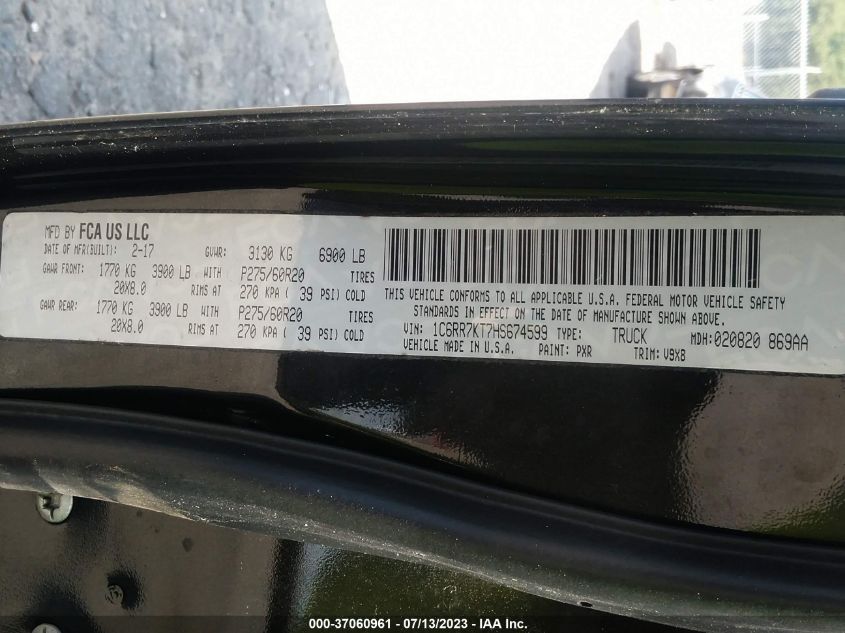 MFD BY FCA US LLC
DATE OF MFR(BUILT): 2-17 GVWR: 3130 KG 6900 LB
GAWR FRONT: 1770 KG 3900 LB WITH P275/60R20 TIRES
20X8.0 RIMS AT 270 KPA ( 39 PSI) COLD
GAWR REAR: 1770 KG 3900 LB WITH P275/60R20 TIRES
20X8.0 RIMS AT 270 KPA ( 39 PSI) COLD
THIS VEHICLE CONFORMS TO ALL APPLICABLE U.S.A. FEDERAL MOTOR VEHICLE SAFETY
STANDARDS IN EFFECT ON THE DATE OF MANUFACTURE SHOWN ABOVE.
VIN: 1C6RR7KT7HS674599 TYPE: TRUCK MDH:020820 869AA
VEHICLE MADE IN U.S.A. PAINT: PXR TRIM: V9X8
000-37060961 - 07/13/2023 - IAA Inc.